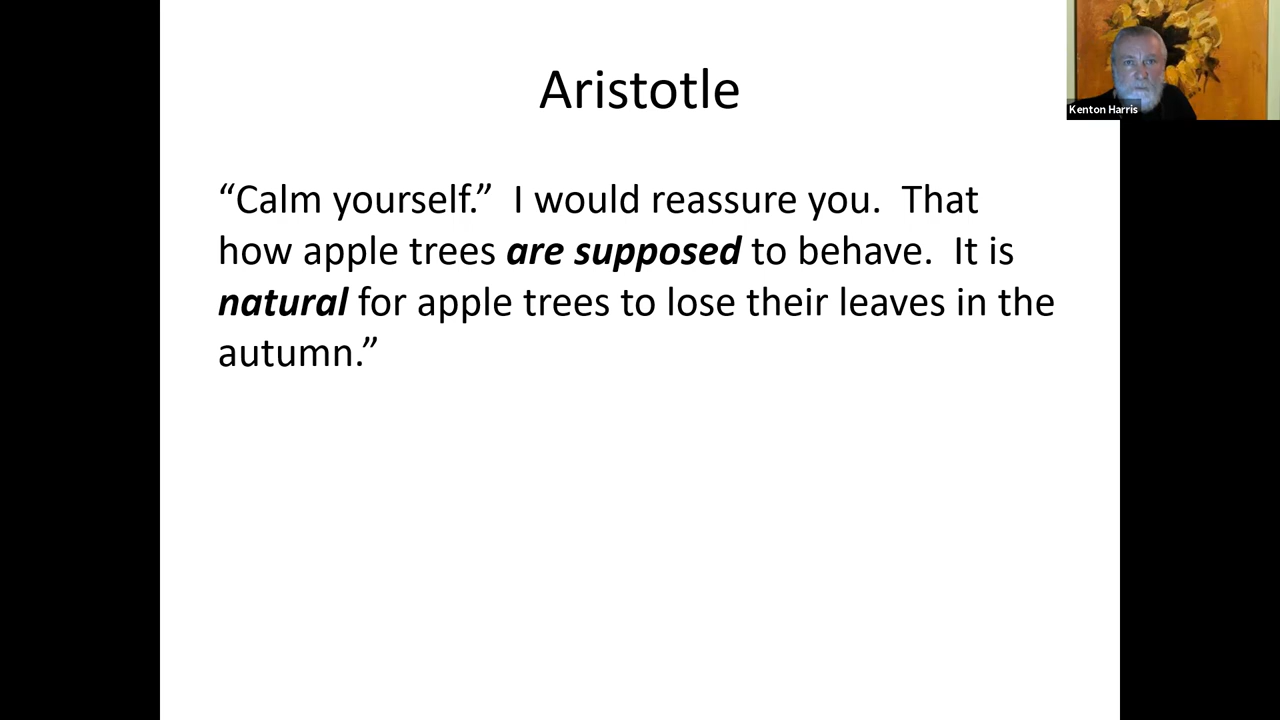 Aristotle
Kenton Harris
“Calm yourself.”  I would reassure you.  That
how apple trees are supposed to behave.  It is
natural for apple trees to lose their leaves in the
autumn.”